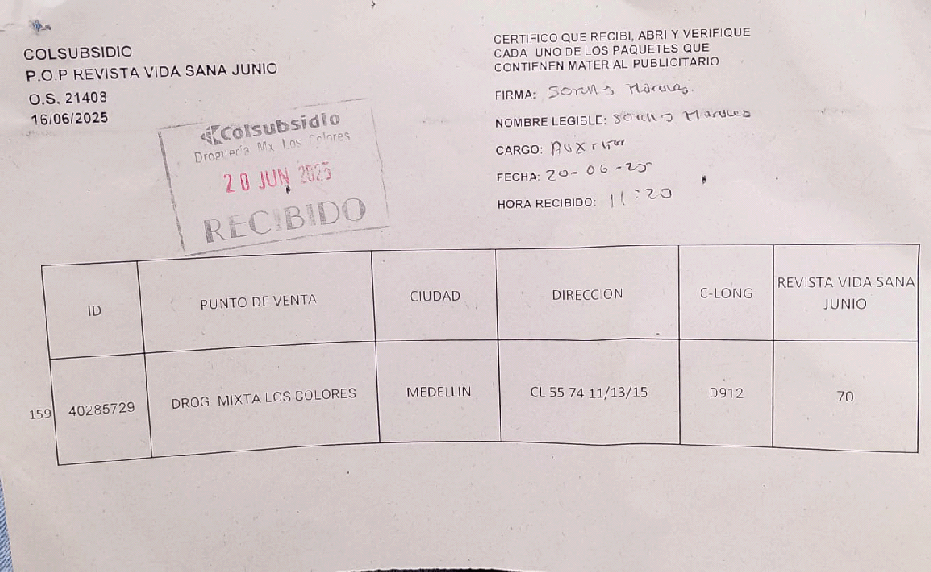 COLSUBSIDIO
P.O.P REVISTA VIDA SANA JUNIO
O.S. 21403
16/06/2025
CERTIFICO QUE RECIBI, ABRI Y VERIFIQUE
CADA UNO DE LOS PAQUETES QUE
CONTIENEN MATERIAL PUBLICITARIO
FIRMA:
NOMBRE LEGIBLE:
CARGO: Auxiliar
FECHA: 20-06-25
HORA RECIBIDO: 11:20
Colsubsidio
Droguería Mx Los Colores
20 JUN 2025
RECIBIDO
ID PUNTO DE VENTA CIUDAD DIRECCION C-LONG REVISTA VIDA SANA
JUNIO
159 40285729 DROG MIXTA LOS COLORES MEDELLIN CL 55 74 11/13/15 0912 70